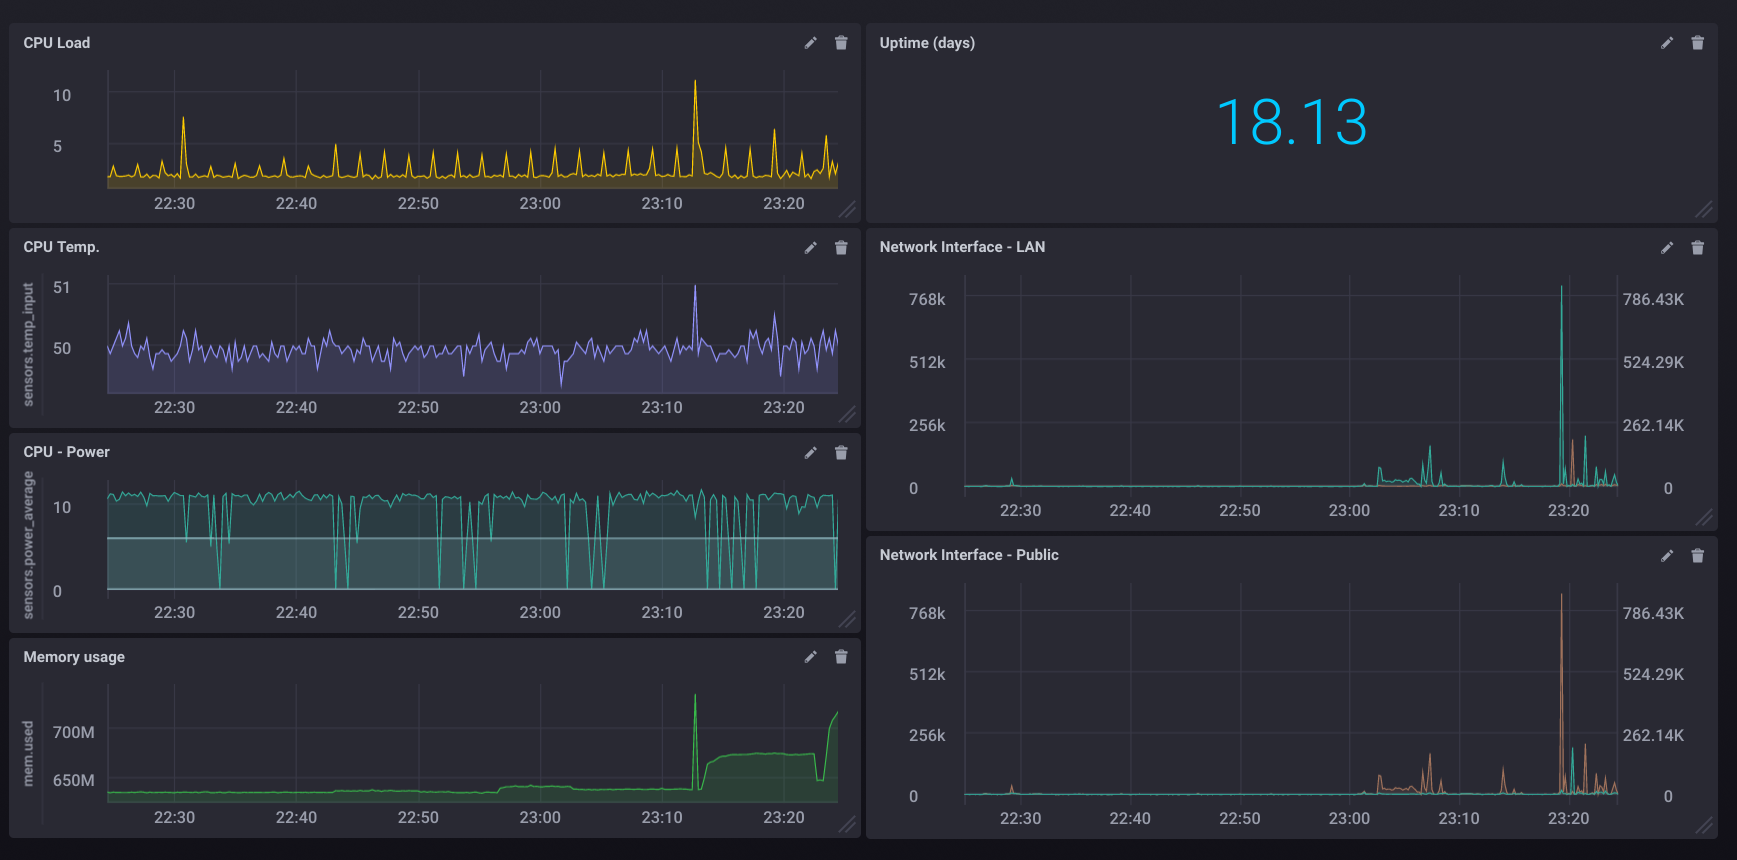 CPU Load
10
5
22:30 22:40 22:50 23:00 23:10 23:20
Uptime (days)
18.13
CPU Temp.
sensors.temp_input
51
50
22:30 22:40 22:50 23:00 23:10 23:20
CPU - Power
sensors.power_average
10
0
22:30 22:40 22:50 23:00 23:10 23:20
Memory usage
mem.used
700M
650M
22:30 22:40 22:50 23:00 23:10 23:20
Network Interface - LAN
768k 786.43K
512k 524.29K
256k 262.14K
0 0
22:30 22:40 22:50 23:00 23:10 23:20
Network Interface - Public
768k 786.43K
512k 524.29K
256k 262.14K
0 0
22:30 22:40 22:50 23:00 23:10 23:20